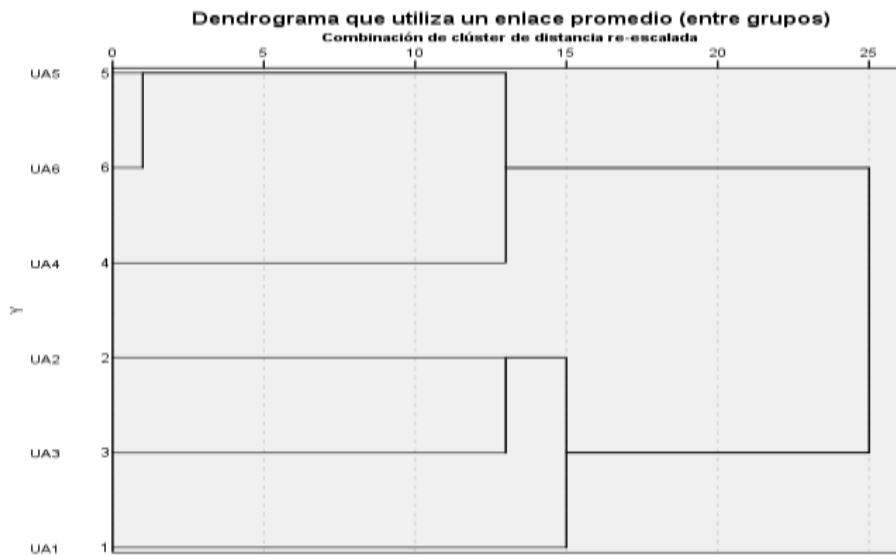 Dendrograma que utiliza un enlace promedio (entre grupos)
Combinación de clúster de distancia re-escalada
0 5 10 15 20 25
UA5 5
UA6 6
UA4 4
Y
UA2 2
UA3 3
UA1 1